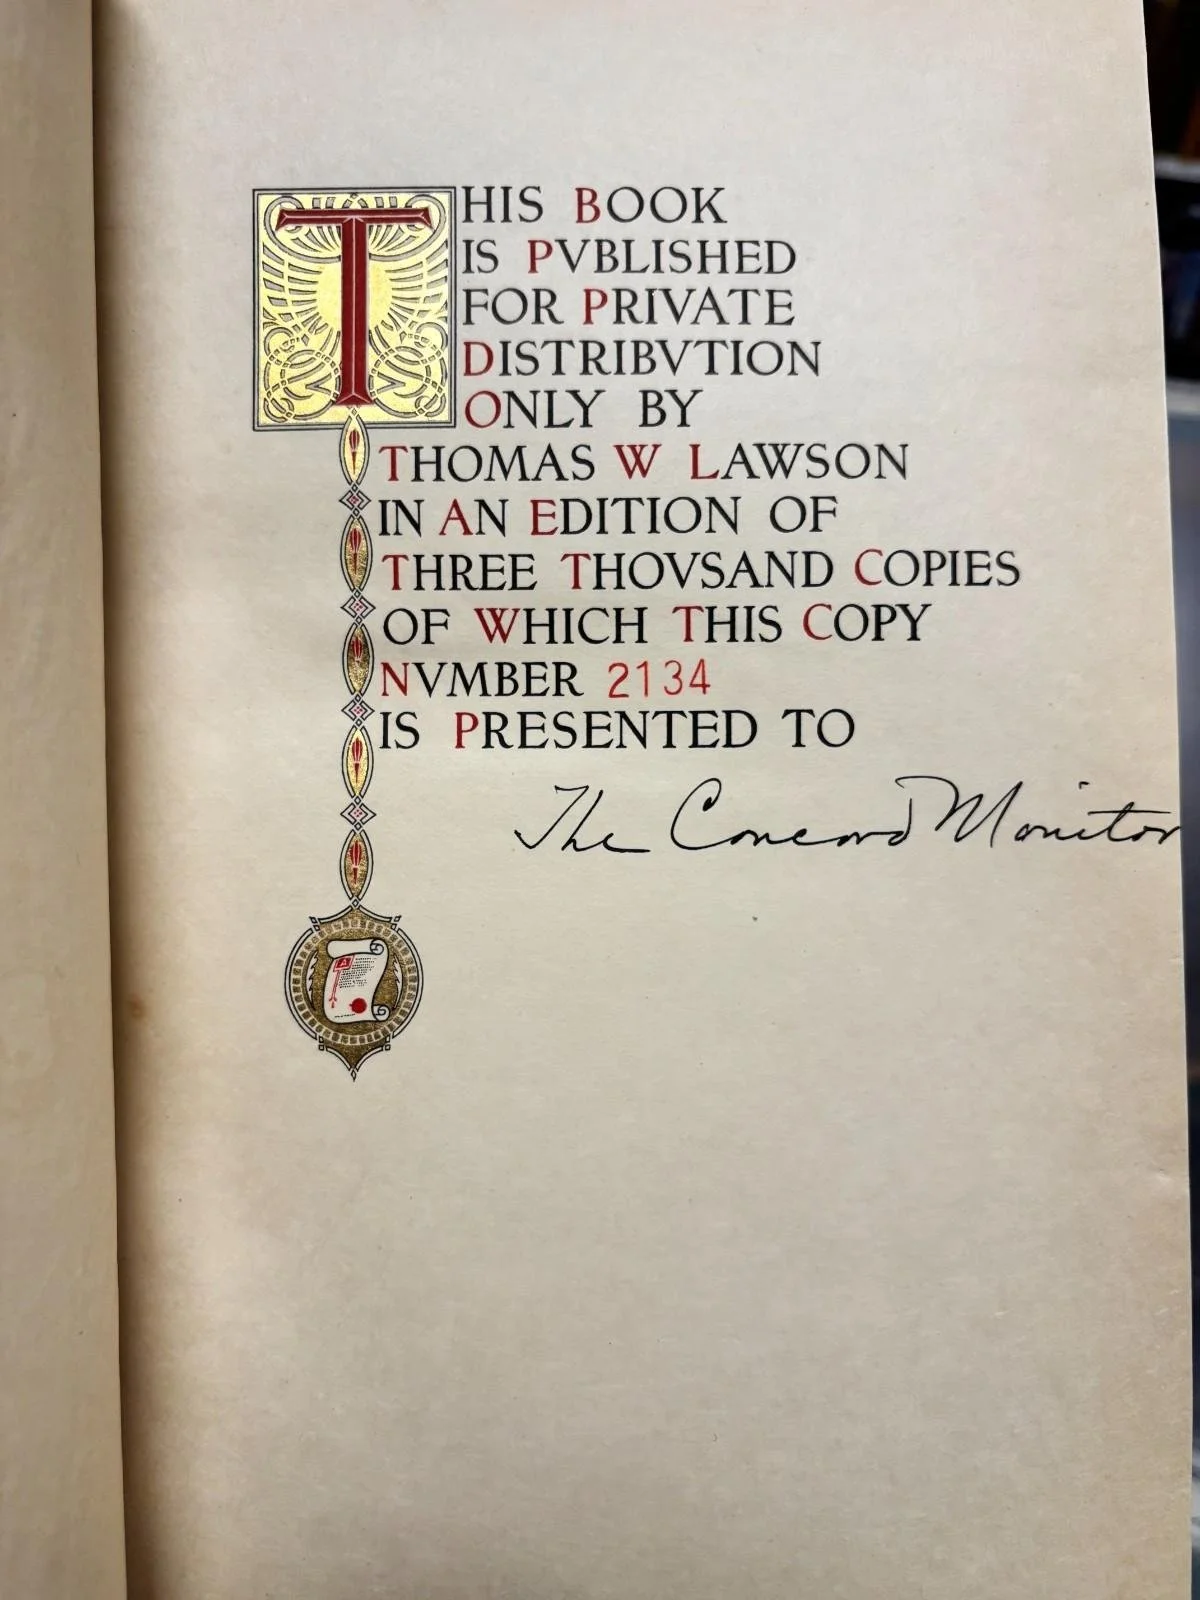 THIS BOOK
IS PVBLISHED
FOR PRIVATE
DISTRIBVTION
ONLY BY
THOMAS W LAWSON
IN AN EDITION OF
THREE THOVSAND COPIES
OF WHICH THIS COPY
NVMBER 2134
IS PRESENTED TO
The Concord Monitor